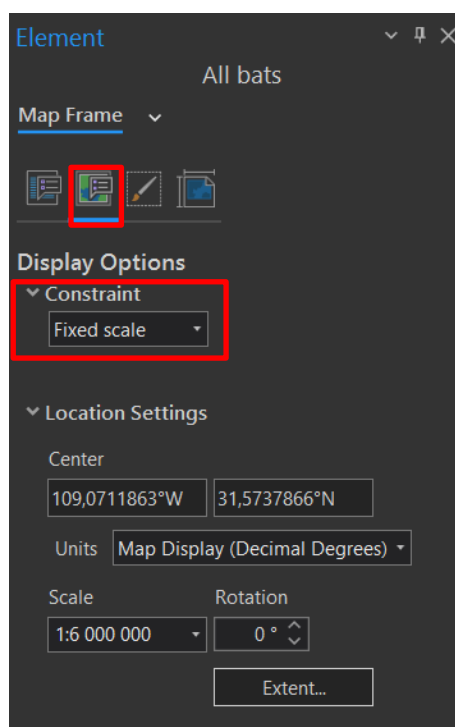 Element
All bats
Map Frame
Display Options
Constraint
Fixed scale
Location Settings
Center
109,0711863°W 31,5737866°N
Units Map Display (Decimal Degrees)
Scale Rotation
1:6 000 000 0 °
Extent...